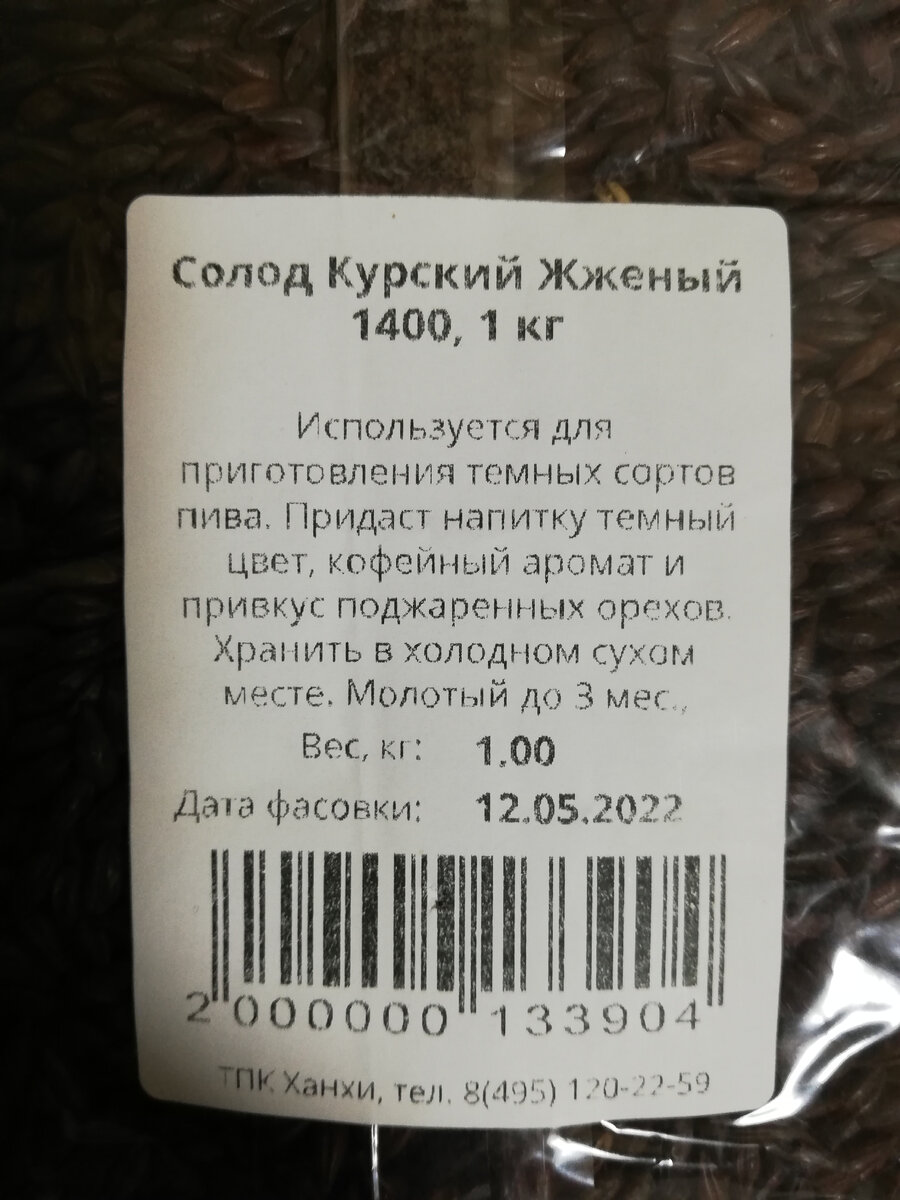 Солод Курский Жженый
1400, 1 кг
Используется для
приготовления темных сортов
пива. Придаст напитку темный
цвет, кофейный аромат и
привкус поджаренных орехов.
Хранить в холодном сухом
месте. Молотый до 3 мес.,
Вес, кг: 1.00
Дата фасовки: 12.05.2022
2 000000 133904
ТПК Ханхи, тел. 8(495) 120-22-59